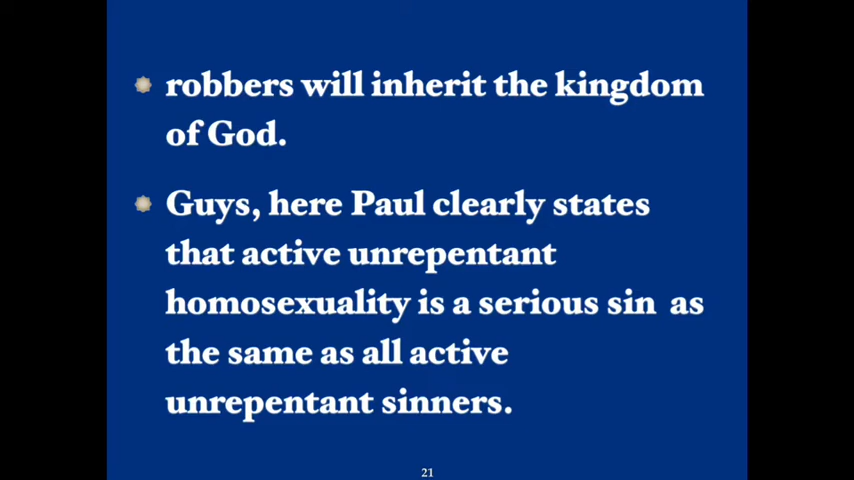 robbers will inherit the kingdom
of God.
Guys, here Paul clearly states
that active unrepentant
homosexuality is a serious sin as
the same as all active
unrepentant sinners.
21